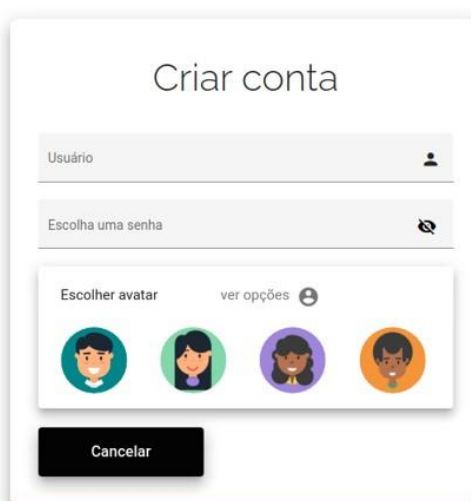 Criar conta
Usuário
Escolha uma senha
Escolher avatar ver opções
Cancelar